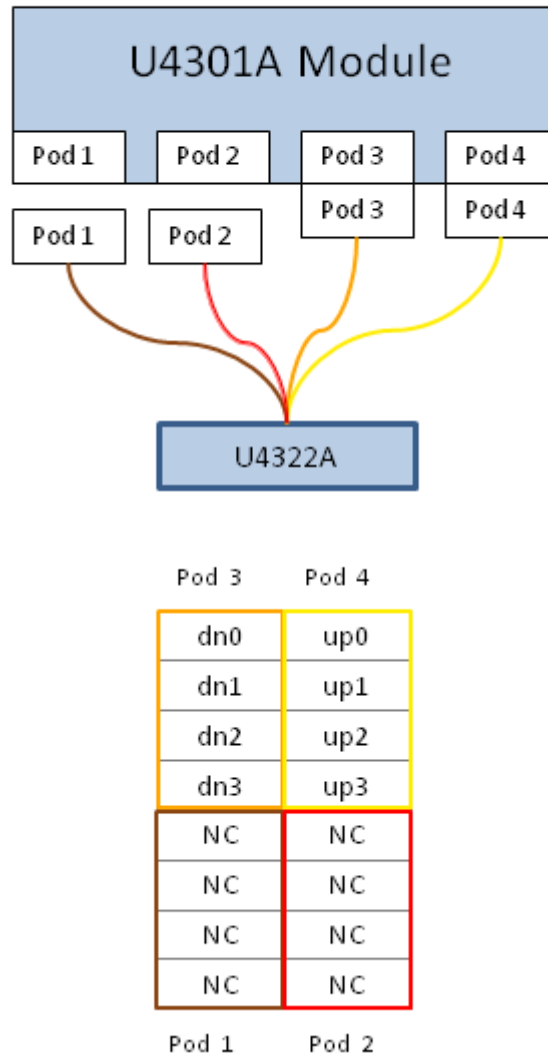 U4301A Module
Pod 1 Pod 2 Pod 3 Pod 4
Pod 1 Pod 2 Pod 3 Pod 4
U4322A
Pod 3 Pod 4
dn0 up0
dn1 up1
dn2 up2
dn3 up3
NC NC
NC NC
NC NC
NC NC
Pod 1 Pod 2